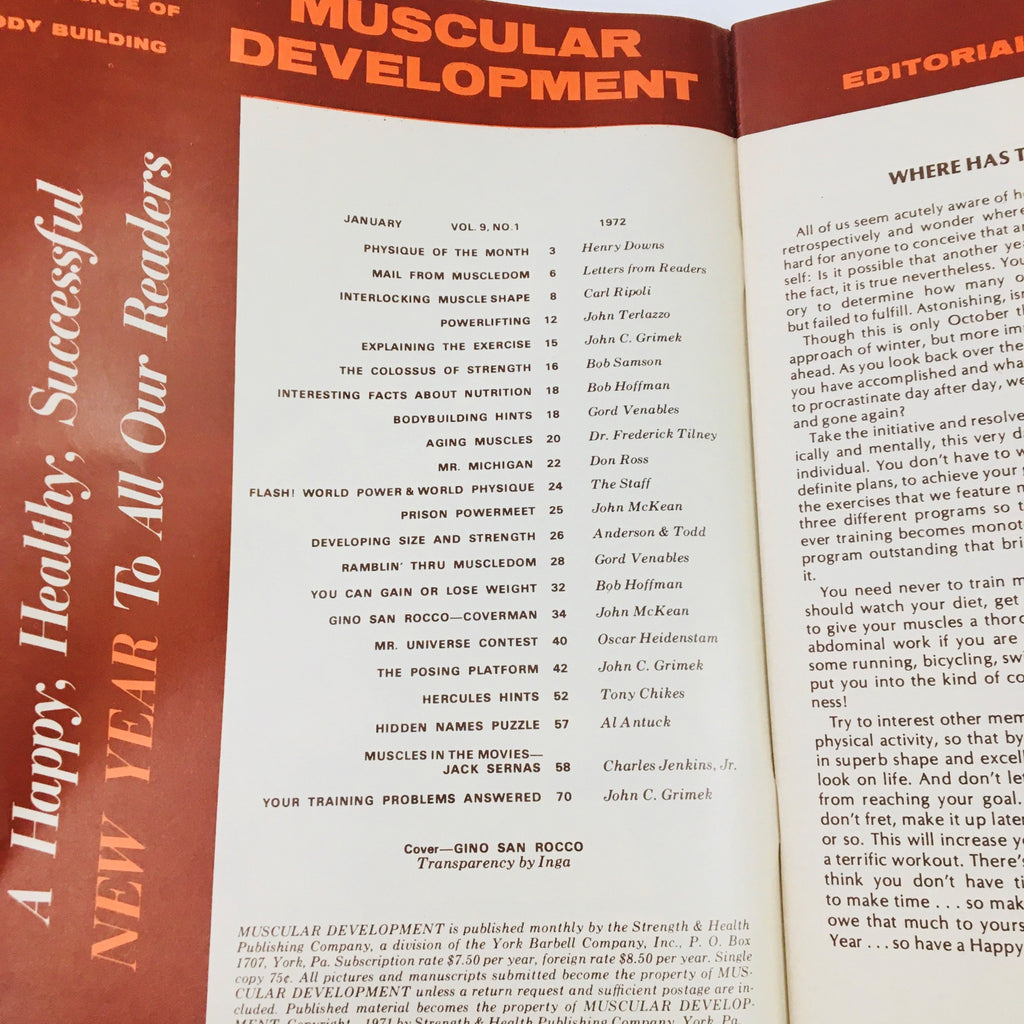 OF
BODY BUILDING
A Happy, Healthy, Successful
NEW YEAR To All Our Readers
MUSCULAR
DEVELOPMENT
JANUARY VOL. 9, NO. 1 1972
PHYSIQUE OF THE MONTH 3 Henry Downs
MAIL FROM MUSCLEDOM 6 Letters from Readers
INTERLOCKING MUSCLE SHAPE 8 Carl Ripoli
POWERLIFTING 12 John Terlazzo
EXPLAINING THE EXERCISE 15 John C. Grimek
THE COLOSSUS OF STRENGTH 16 Bob Samson
INTERESTING FACTS ABOUT NUTRITION 18 Bob Hoffman
BODYBUILDING HINTS 18 Gord Venables
AGING MUSCLES 20 Dr. Frederick Tilney
MR. MICHIGAN 22 Don Ross
FLASH! WORLD POWER & WORLD PHYSIQUE 24 The Staff
PRISON POWERMEET 25 John McKean
DEVELOPING SIZE AND STRENGTH 26 Anderson & Todd
RAMBLIN' THRU MUSCLEDOM 28 Gord Venables
YOU CAN GAIN OR LOSE WEIGHT 32 Bob Hoffman
GINO SAN ROCCO—COVERMAN 34 John McKean
MR. UNIVERSE CONTEST 40 Oscar Heidenstam
THE POSING PLATFORM 42 John C. Grimek
HERCULES HINTS 52 Tony Chikes
HIDDEN NAMES PUZZLE 57 Al Antuck
MUSCLES IN THE MOVIES—
JACK SERNAS 58 Charles Jenkins, Jr.
YOUR TRAINING PROBLEMS ANSWERED 70 John C. Grimek
Cover—GINO SAN ROCCO
Transparency by Inga
MUSCULAR DEVELOPMENT is published monthly by the Strength & Health
Publishing Company, a division of the York Barbell Company, Inc., P. O. Box
1707, York, Pa. Subscription rate $7.50 per year, foreign rate $8.50 per year. Single
copy 75¢. All pictures and manuscripts submitted become the property of MUS-
CULAR DEVELOPMENT unless a return request and sufficient postage are in-
cluded. Published material becomes the property of MUSCULAR DEVELOP-
MENT. Copyright 1971 by Strength & Health Publishing Company, York, Pa.
EDITORIAL
WHERE HAS
All of us seem acutely aware of
retrospectively and wonder where
hard for anyone to conceive that
self: Is it possible that another
the fact, it is true nevertheless. You
ory to determine how many
but failed to fulfill. Astonishing,
Though this is only October
approach of winter, but more
ahead. As you look back over the
you have accomplished and
to procrastinate day after day,
and gone again?
Take the initiative and resolve
ically and mentally, this very
individual. You don't have to
definite plans, to achieve your
the exercises that we feature
three different programs so
ever training becomes
program outstanding that
it.
You need never to train
should watch your diet, get
to give your muscles a
abdominal work if you are
some running, bicycling,
put you into the kind of
ness!
Try to interest other
physical activity, so that by
in superb shape and
look on life. And don't let
from reaching your goal.
don't fret, make it up later
or so. This will increase
a terrific workout. There's
think you don't have
to make time . . . so
owe that much to
Year . . . so have a Happy